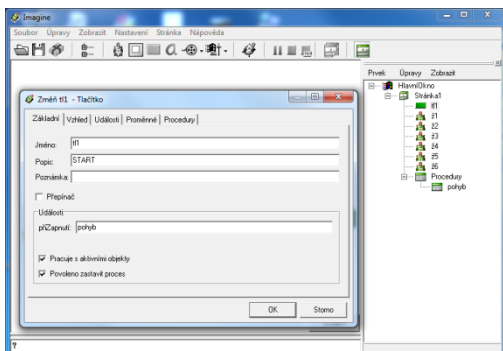 Imagine
Soubor Úpravy Zobrazit Nastavení Stránka Nápověda
Prvek Úpravy Zobrazit
HlavníOkno
Stránka1
tl1
ž1
ž2
ž3
ž4
ž5
ž6
Procedury
pohyb
Změň tl1 - Tlačítko
Základní Vzhled Události Proměnné Procedury
Jméno: tl1
Popis: START
Poznámka:
Přepínač
Události:
přiZapnutí: pohyb
Pracuje s aktivními objekty
Povoleno zastavit proces
OK Storno
?